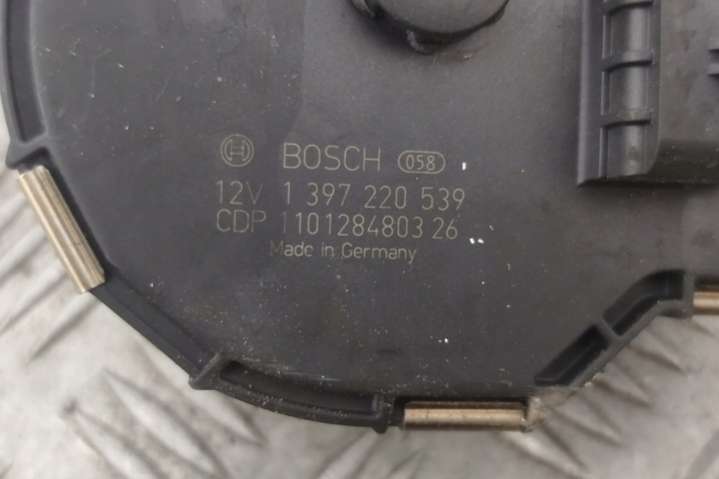 BOSCH 058
12V 1 397 220 539
CDP 1101284803 26
Made in Germany